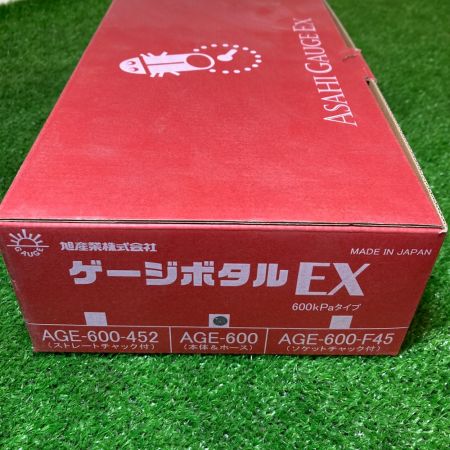 ASAHI GAUGE EX
GAUGE
旭産業株式会社
MADE IN JAPAN
ゲージボタルEX
600kPaタイプ
AGE-600-452
(ストレートチャック付)
AGE-600
(本体&ホース)
AGE-600-F45
(ソケットチャック付)